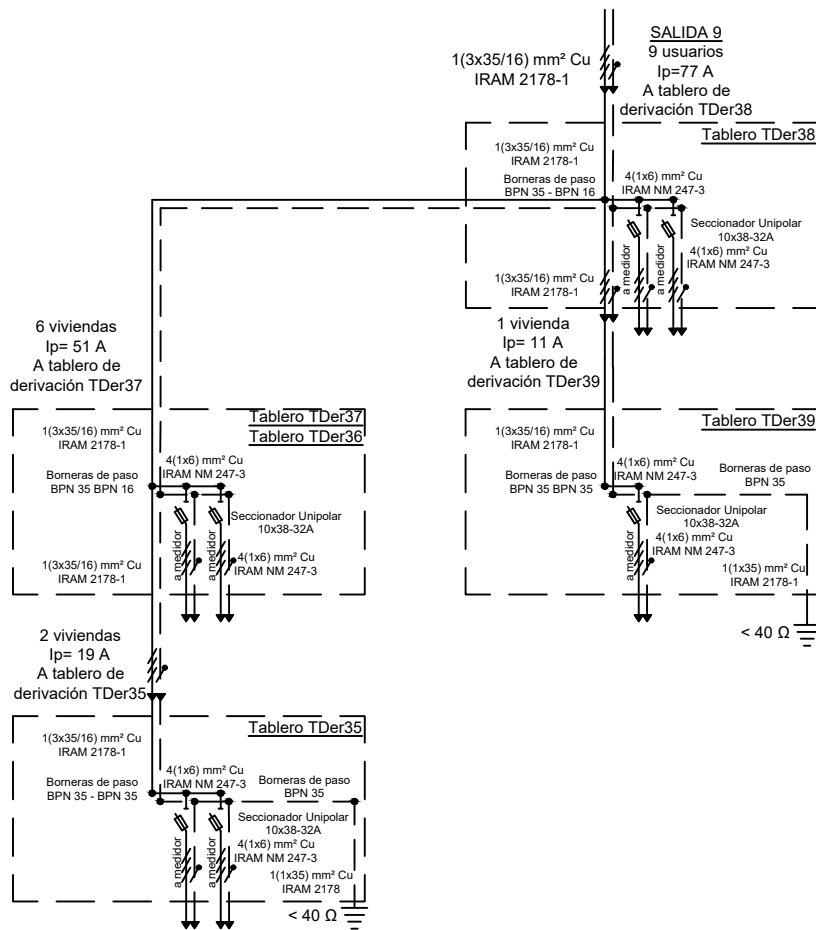 SALIDA 9
9 usuarios
Ip=77 A
A tablero de
derivación TDer38
1(3x35/16) mm² Cu
IRAM 2178-1
Tablero TDer38
1(3x35/16) mm² Cu
IRAM 2178-1
Borneras de paso
BPN 35 - BPN 16
4(1x6) mm² Cu
IRAM NM 247-3
Seccionador Unipolar
10x38-32A
4(1x6) mm² Cu
IRAM NM 247-3
a medidor
a medidor
1(3x35/16) mm² Cu
IRAM 2178-1
6 viviendas
Ip= 51 A
A tablero de
derivación TDer37
1 vivienda
Ip= 11 A
A tablero de
derivación TDer39
Tablero TDer37
Tablero TDer36
1(3x35/16) mm² Cu
IRAM 2178-1
4(1x6) mm² Cu
IRAM NM 247-3
Borneras de paso
BPN 35 BPN 16
Seccionador Unipolar
10x38-32A
a medidor
a medidor
4(1x6) mm² Cu
IRAM NM 247-3
1(3x35/16) mm² Cu
IRAM 2178-1
Tablero TDer39
1(3x35/16) mm² Cu
IRAM 2178-1
4(1x6) mm² Cu
IRAM NM 247-3
Borneras de paso
BPN 35 BPN 35
Borneras de paso
BPN 35
Seccionador Unipolar
10x38-32A
4(1x6) mm² Cu
IRAM NM 247-3
a medidor
1(1x35) mm² Cu
IRAM 2178-1
< 40 Ω
2 viviendas
Ip= 19 A
A tablero de
derivación TDer35
Tablero TDer35
1(3x35/16) mm² Cu
IRAM 2178-1
4(1x6) mm² Cu
IRAM NM 247-3
Borneras de paso
BPN 35 - BPN 35
Borneras de paso
BPN 35
Seccionador Unipolar
10x38-32A
4(1x6) mm² Cu
IRAM NM 247-3
a medidor
a medidor
1(1x35) mm² Cu
IRAM 2178
< 40 Ω